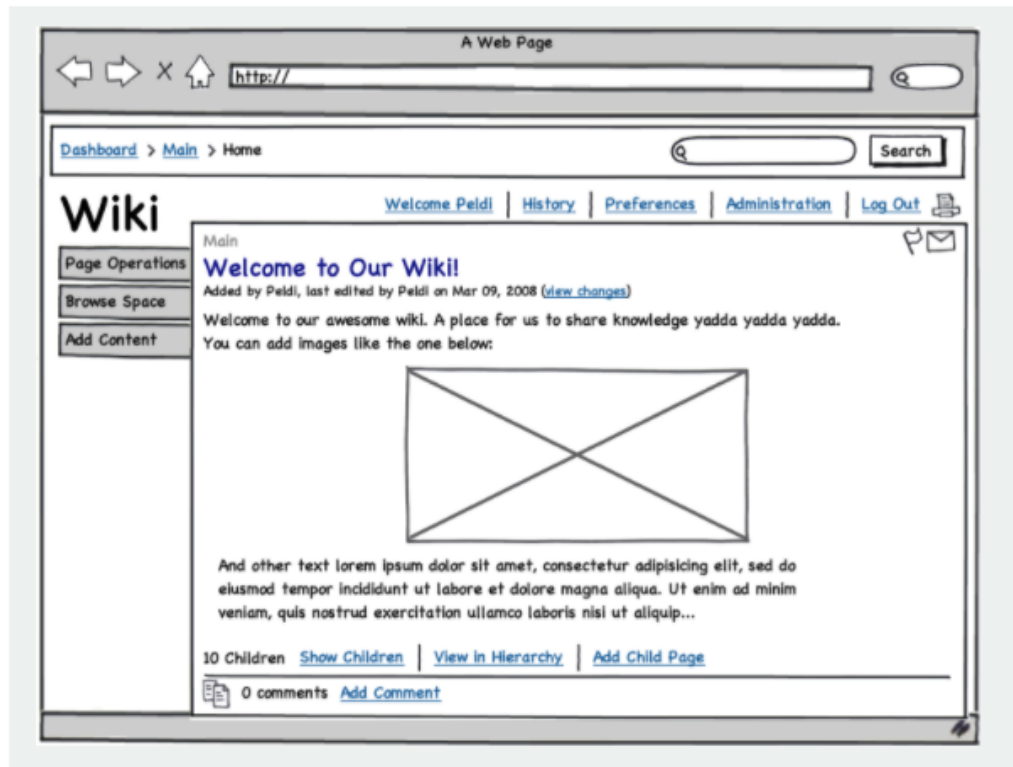 A Web Page
http://
Dashboard > Main > Home
Search
Wiki
Welcome Peldi | History | Preferences | Administration | Log Out
Page Operations
Browse Space
Add Content
Main
Welcome to Our Wiki!
Added by Peldi, last edited by Peldi on Mar 09, 2008 (view changes)
Welcome to our awesome wiki. A place for us to share knowledge yadda yadda yadda.
You can add images like the one below:
And other text lorem ipsum dolor sit amet, consectetur adipisicing elit, sed do
eiusmod tempor incididunt ut labore et dolore magna aliqua. Ut enim ad minim
veniam, quis nostrud exercitation ullamco laboris nisi ut aliquip...
10 Children Show Children | View in Hierarchy | Add Child Page
0 comments Add Comment